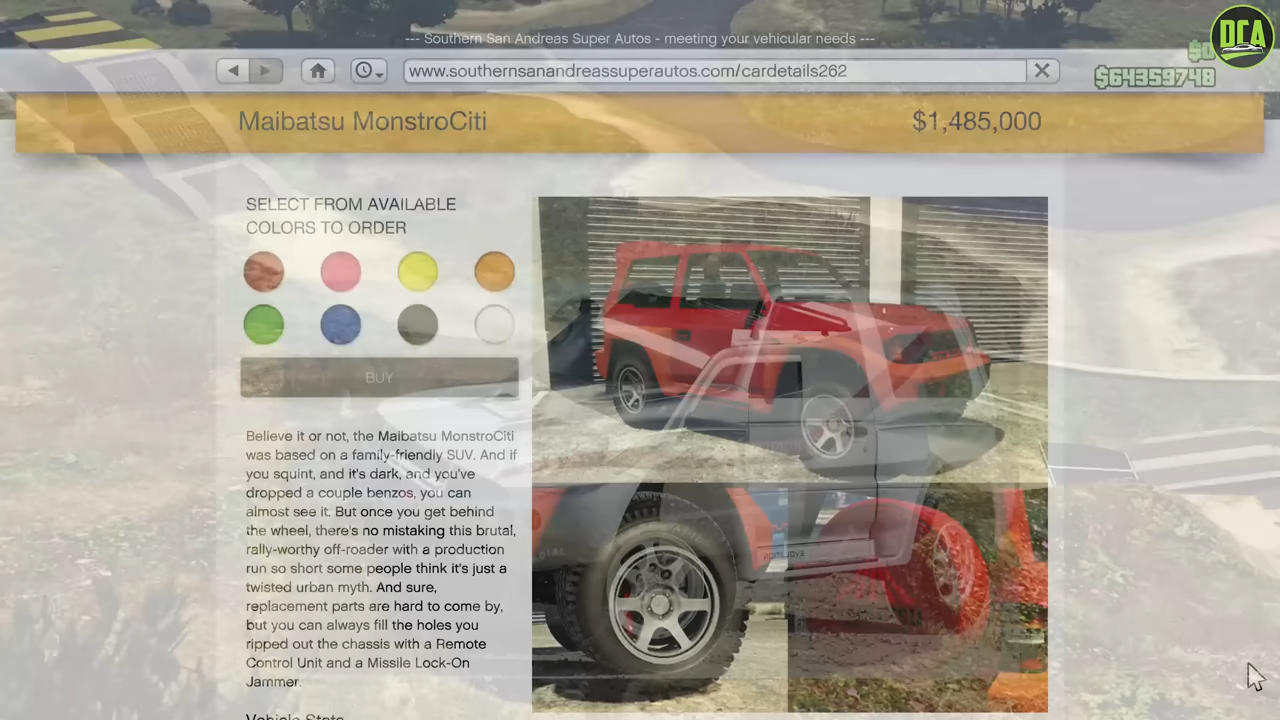 --- Southern San Andreas Super Autos - meeting your vehicular needs ---
DCA
$0
www.southernsanandreassuperautos.com/cardetails262
$64359748
Maibatsu MonstroCiti
$1,485,000
SELECT FROM AVAILABLE
COLORS TO ORDER
BUY
Believe it or not, the Maibatsu MonstroCiti
was based on a family-friendly SUV. And if
you squint, and it's dark, and you've
dropped a couple benzos, you can
almost see it. But once you get behind
the wheel, there's no mistaking this brutal,
rally-worthy off-roader with a production
run so short some people think it's just a
twisted urban myth. And sure,
replacement parts are hard to come by,
but you can always fill the holes you
ripped out the chassis with a Remote
Control Unit and a Missile Lock-On
Jammer.
Vehicle Stats